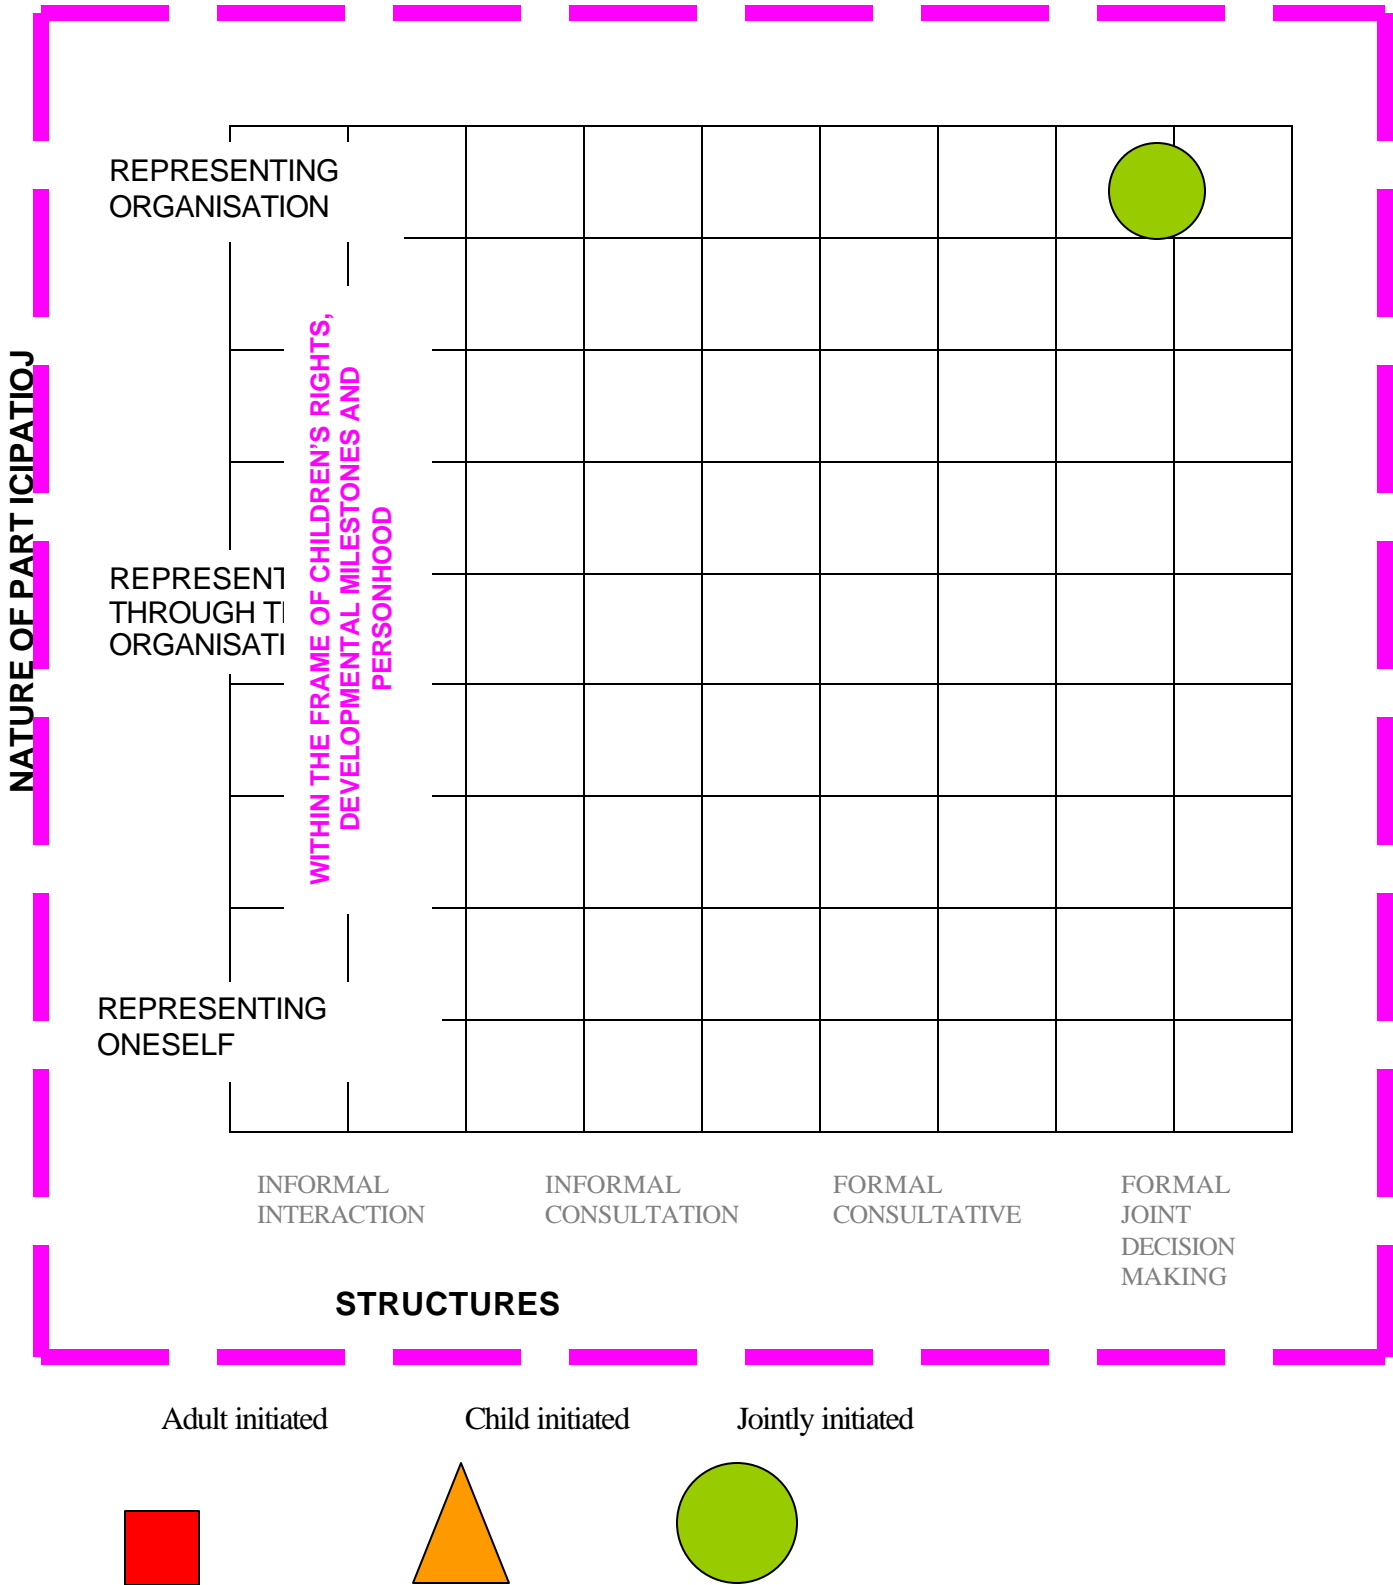 REPRESENTING
ORGANISATION
NATURE OF PART ICIPATIOJ
WITHIN THE FRAME OF CHILDREN'S RIGHTS,
DEVELOPMENTAL MILESTONES AND
PERSONHOOD
REPRESENT
THROUGH
ORGANISATI
REPRESENTING
ONESELF
INFORMAL
INTERACTION
INFORMAL
CONSULTATION
FORMAL
CONSULTATIVE
FORMAL
JOINT
DECISION
MAKING
STRUCTURES
Adult initiated
Child initiated
Jointly initiated